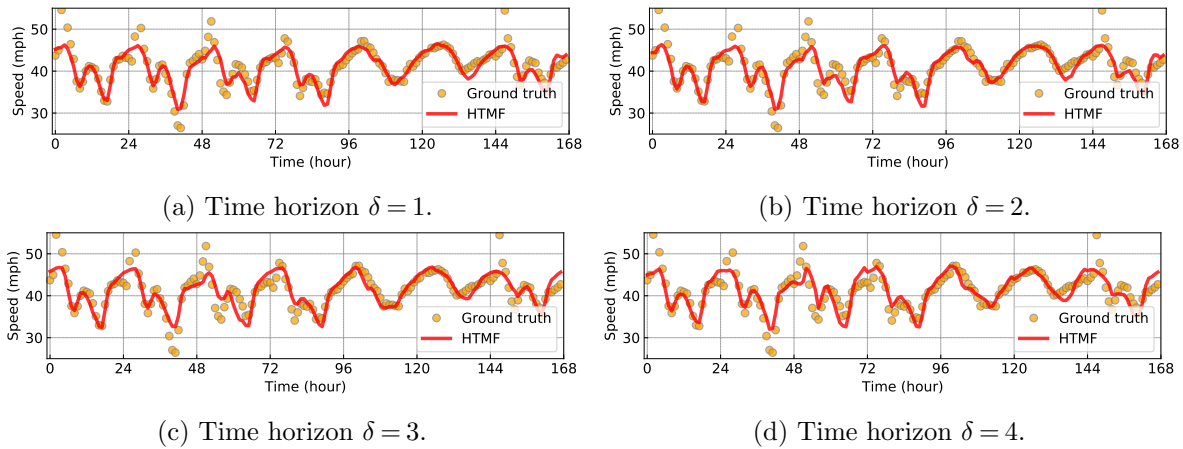 50
40
30
Speed (mph)
Ground truth
HTMF
0 24 48 72 96 120 144 168
Time (hour)
(a) Time horizon δ = 1.
50
40
30
Speed (mph)
Ground truth
HTMF
0 24 48 72 96 120 144 168
Time (hour)
(b) Time horizon δ = 2.
50
40
30
Speed (mph)
Ground truth
HTMF
0 24 48 72 96 120 144 168
Time (hour)
(c) Time horizon δ = 3.
50
40
30
Speed (mph)
Ground truth
HTMF
0 24 48 72 96 120 144 168
Time (hour)
(d) Time horizon δ = 4.